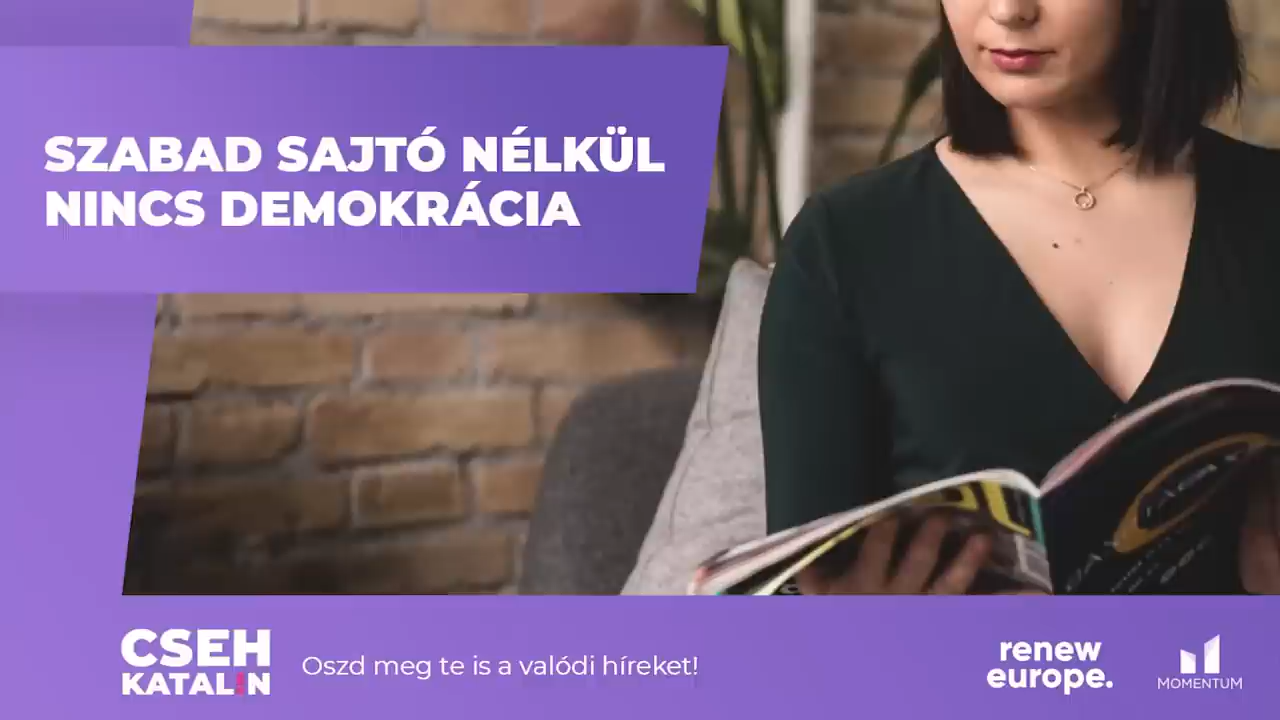 SZABAD SAJTÓ NÉLKÜL
NINCS DEMOKRÁCIA
CSEH
KATALIN
Oszd meg te is a valódi híreket!
renew
europe.
MOMENTUM